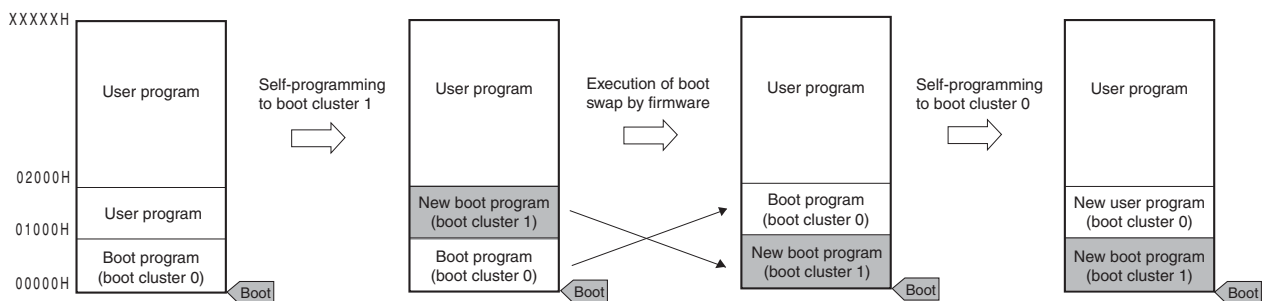 XXXXXH
User program
User program
Boot program
(boot cluster 0)
02000H
01000H
00000H
Boot
Self-programming
to boot cluster 1
User program
New boot program
(boot cluster 1)
Boot program
(boot cluster 0)
Boot
Execution of boot
swap by firmware
User program
Boot program
(boot cluster 0)
New boot program
(boot cluster 1)
Boot
Self-programming
to boot cluster 0
User program
New user program
(boot cluster 0)
New boot program
(boot cluster 1)
Boot